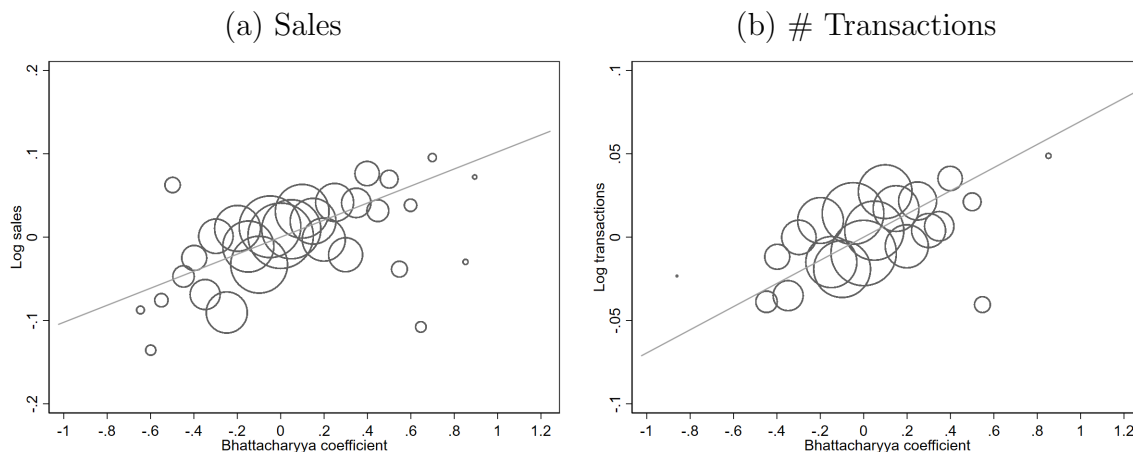 (a) Sales
Log sales
.2
.1
0
-.1
-.2
-1 -.8 -.6 -.4 -.2 0 .2 .4 .6 .8 1 1.2
Bhattacharyya coefficient
(b) # Transactions
Log transactions
.1
.05
0
-.05
-.1
-1 -.8 -.6 -.4 -.2 0 .2 .4 .6 .8 1 1.2
Bhattacharyya coefficient